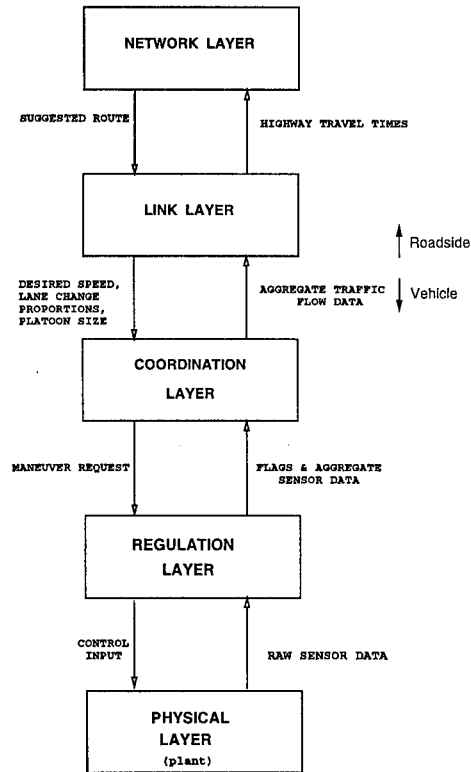 NETWORK LAYER
SUGGESTED ROUTE
HIGHWAY TRAVEL TIMES
LINK LAYER
Roadside
Vehicle
DESIRED SPEED,
LANE CHANGE
PROPORTIONS,
PLATOON SIZE
AGGREGATE TRAFFIC
FLOW DATA
COORDINATION
LAYER
MANEUVER REQUEST
FLAGS & AGGREGATE
SENSOR DATA
REGULATION
LAYER
CONTROL
INPUT
RAW SENSOR DATA
PHYSICAL
LAYER
(plant)